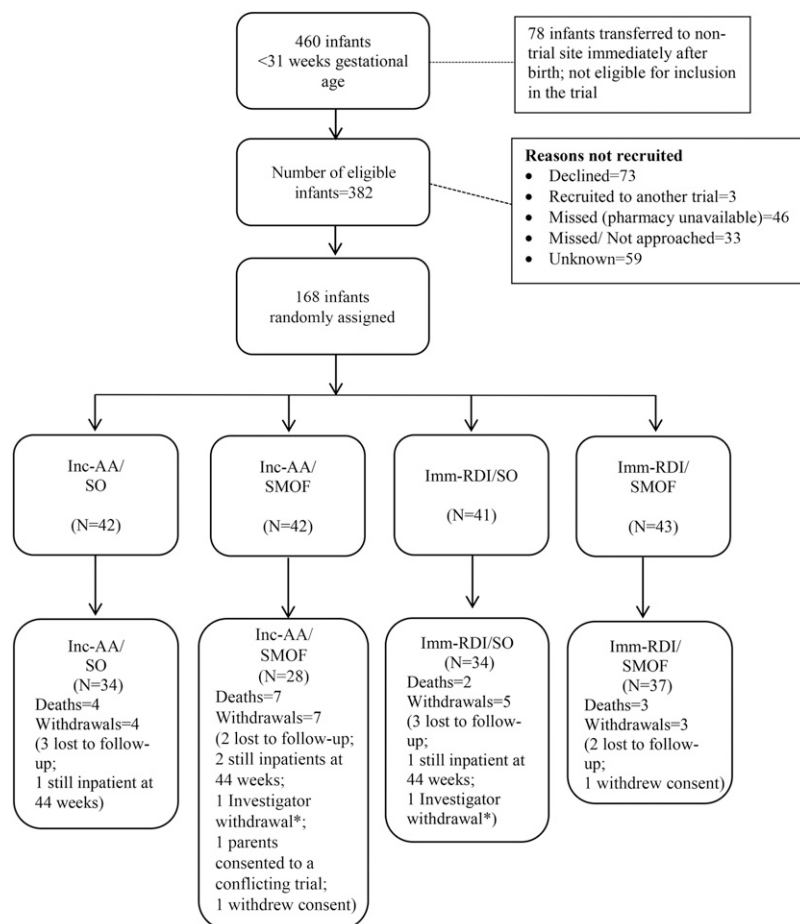 460 infants
<31 weeks gestational
age
78 infants transferred to non-
trial site immediately after
birth; not eligible for inclusion
in the trial
Number of eligible
infants=382
Reasons not recruited
• Declined=73
• Recruited to another trial=3
• Missed (pharmacy unavailable)=46
• Missed/ Not approached=33
• Unknown=59
168 infants
randomly assigned
Inc-AA/
SO
(N=42)
Inc-AA/
SMOF
(N=42)
Imm-RDI/SO
(N=41)
Imm-RDI/
SMOF
(N=43)
Inc-AA/
SO
(N=34)
Deaths=4
Withdrawals=4
(3 lost to follow-
up;
1 still inpatient at
44 weeks)
Inc-AA/
SMOF
(N=28)
Deaths=7
Withdrawals=7
(2 lost to follow-up;
2 still inpatients at
44 weeks;
1 Investigator
withdrawal*;
1 parents
consented to a
conflicting trial;
1 withdrew consent)
Imm-RDI/SO
(N=34)
Deaths=2
Withdrawals=5
(3 lost to follow-
up;
1 still inpatient at
44 weeks;
1 Investigator
withdrawal*)
Imm-RDI/
SMOF
(N=37)
Deaths=3
Withdrawals=3
(2 lost to follow-
up;
1 withdrew consent)